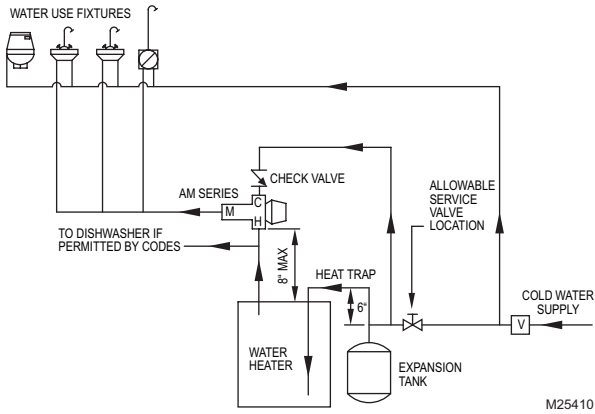 WATER USE FIXTURES
CHECK VALVE
AM SERIES
M
C
H
TO DISHWASHER IF
PERMITTED BY CODES
8" MAX
HEAT TRAP
6"
ALLOWABLE
SERVICE
VALVE
LOCATION
COLD WATER
SUPPLY
V
WATER
HEATER
EXPANSION
TANK
M25410